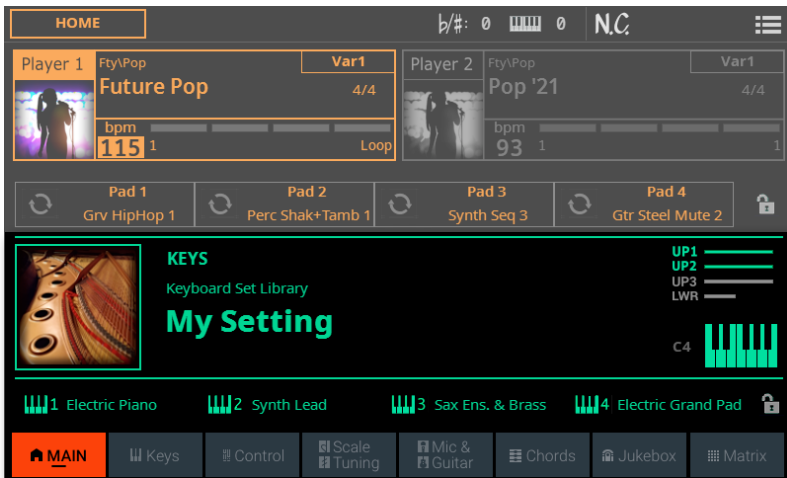 HOME
♭/#: 0 0 N.C.
Player 1 Fty\Pop Var1
Future Pop 4/4
bpm
115 1 Loop
Player 2 Fty\Pop Var1
Pop '21 4/4
bpm
93 1 1
Pad 1
Grv HipHop 1
Pad 2
Perc Shak+Tamb 1
Pad 3
Synth Seq 3
Pad 4
Gtr Steel Mute 2
KEYS
Keyboard Set Library
My Setting
UP1
UP2
UP3
LWR
C4
1 Electric Piano
2 Synth Lead
3 Sax Ens. & Brass
4 Electric Grand Pad
MAIN
Keys
Control
Scale
Tuning
Mic &
Guitar
Chords
Jukebox
Matrix